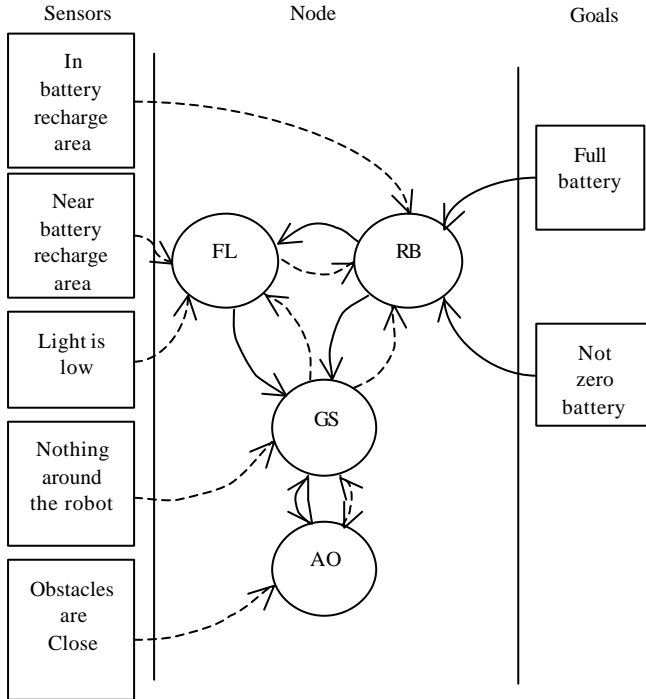 Sensors
Node
Goals
In
battery
recharge
area
Near
battery
recharge
area
Light is
low
Nothing
around
the robot
Obstacles
are
Close
FL
RB
GS
AO
Full
battery
Not
zero
battery